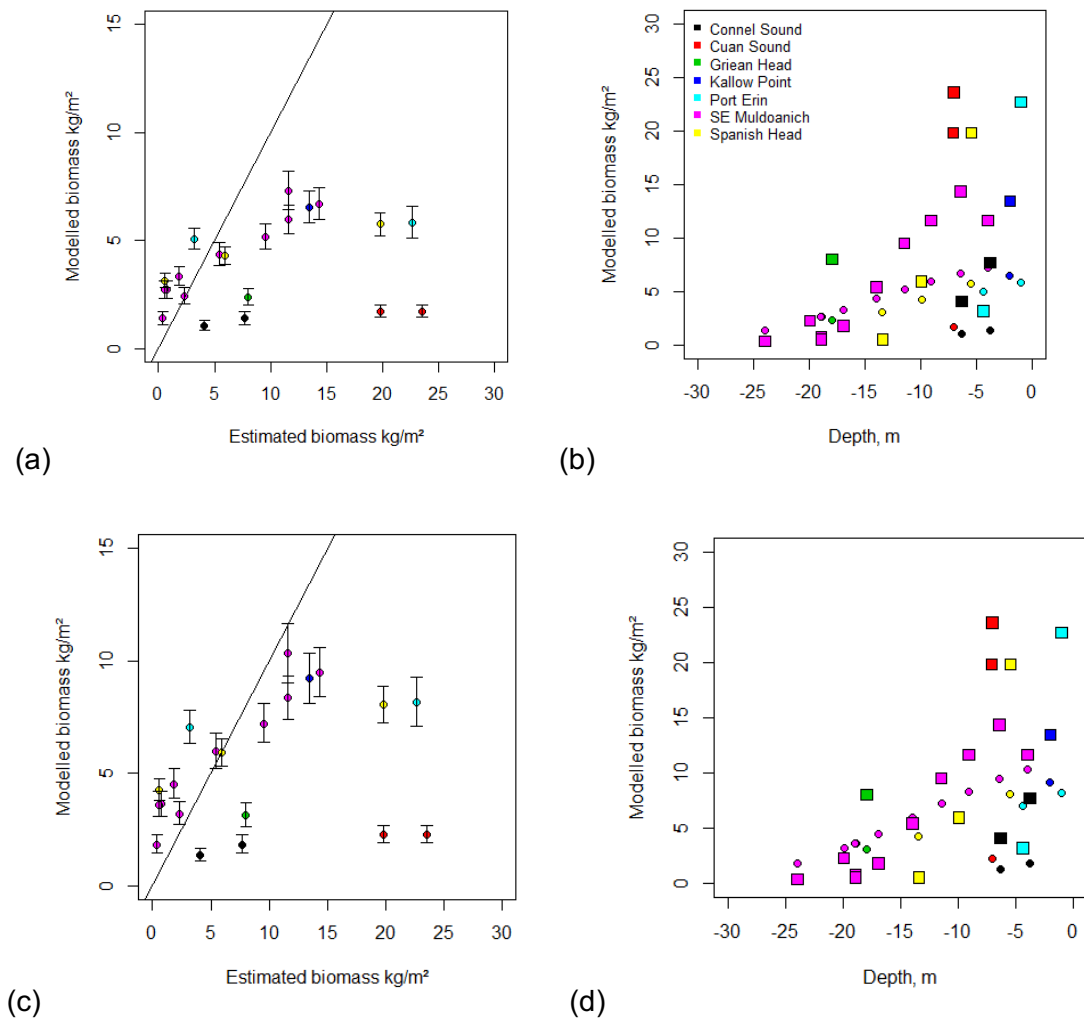 15
10
5
0
Modelled biomass kg/m²
0 5 10 15 20 25 30
Estimated biomass kg/m²
(a)
30
25
20
15
10
5
0
Modelled biomass kg/m²
Connel Sound
Cuan Sound
Griean Head
Kallow Point
Port Erin
SE Muldoanich
Spanish Head
-30 -25 -20 -15 -10 -5 0
Depth, m
(b)
15
10
5
0
Modelled biomass kg/m²
0 5 10 15 20 25 30
Estimated biomass kg/m²
(c)
30
25
20
15
10
5
0
Modelled biomass kg/m²
-30 -25 -20 -15 -10 -5 0
Depth, m
(d)